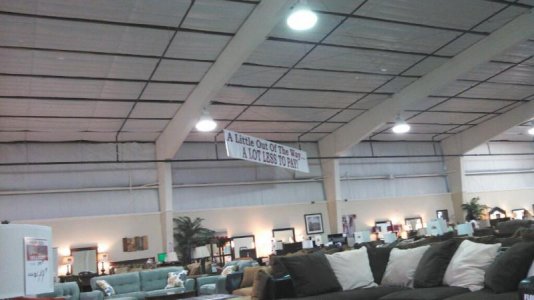 A Little Out Of The Way
A LOT LESS TO PAY!